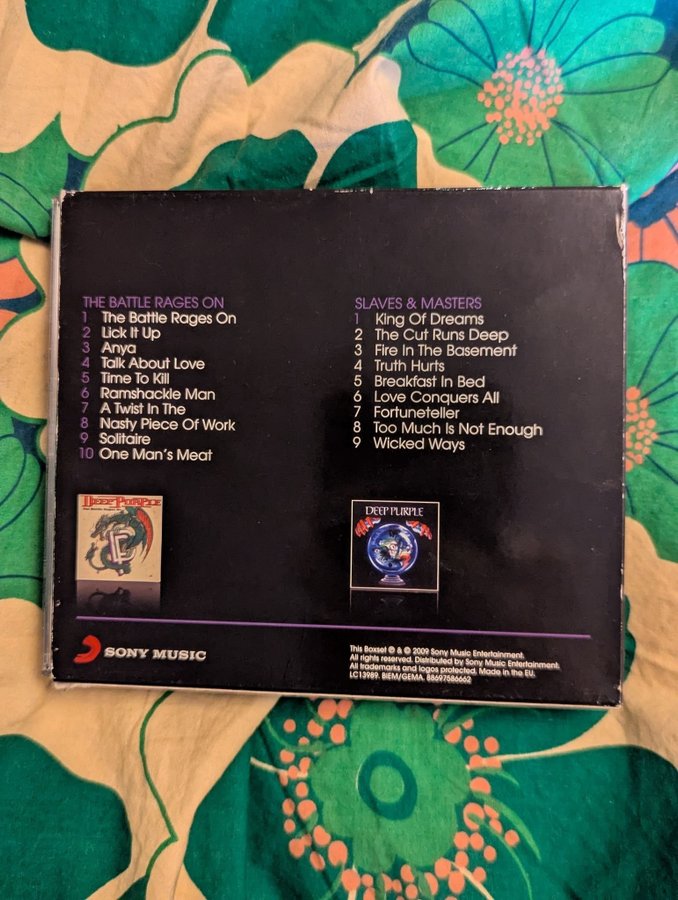 THE BATTLE RAGES ON
1 The Battle Rages On
2 Lick It Up
3 Anya
4 Talk About Love
5 Time To Kill
6 Ramshackle Man
7 A Twist In The
8 Nasty Piece Of Work
9 Solitaire
10 One Man's Meat
SLAVES & MASTERS
1 King Of Dreams
2 The Cut Runs Deep
3 Fire In The Basement
4 Truth Hurts
5 Breakfast In Bed
6 Love Conquers All
7 Fortuneteller
8 Too Much Is Not Enough
9 Wicked Ways
DEEP PURPLE
DEEP PURPLE
SONY MUSIC
This Boxset ℗ & © 2009 Sony Music Entertainment.
All rights reserved. Distributed by Sony Music Entertainment.
All trademarks and logos protected. Made in the EU.
LC13989. BIEM/GEMA. 88697586662